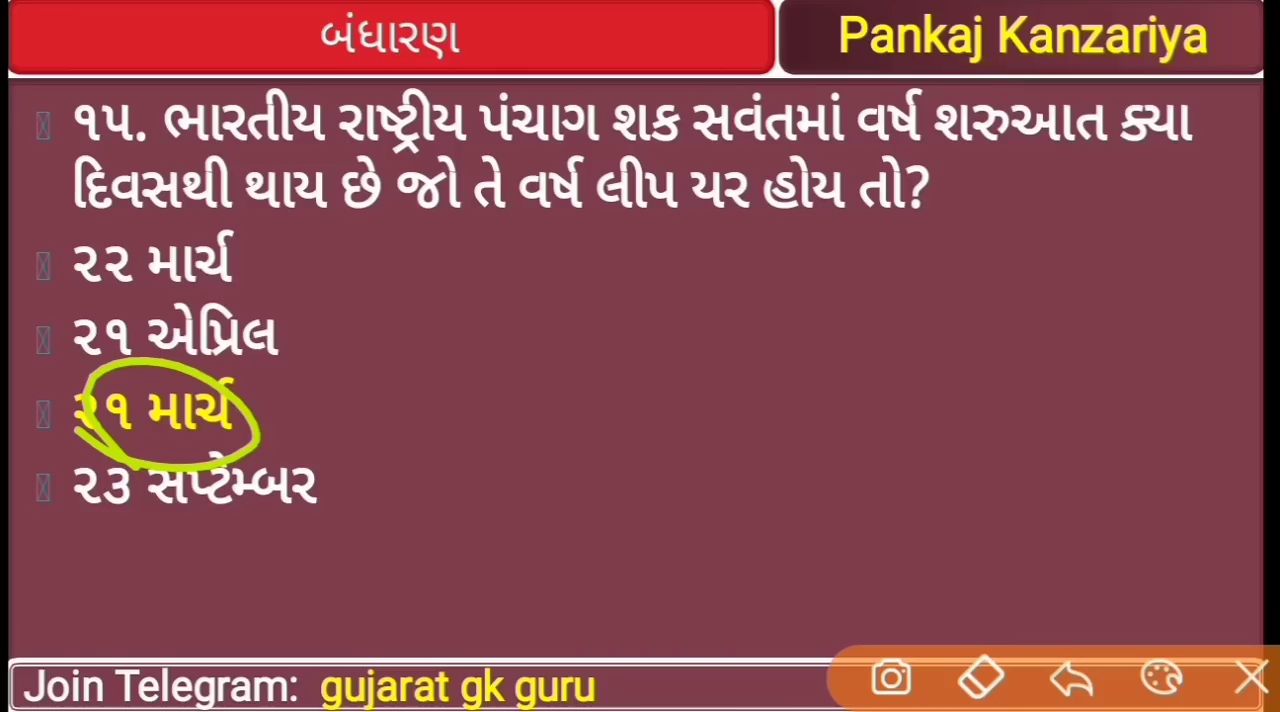 બંધારણ
Pankaj Kanzariya
૧૫. ભારતીય રાષ્ટ્રીય પંચાગ શક સવંતમાં વર્ષ શરુઆત ક્યા
દિવસથી થાય છે જો તે વર્ષ લીપ યર હોય તો?
૨૨ માર્ચ
૨૧ એપ્રિલ
૨૧ માર્ચ
૨૩ સપ્ટેમ્બર
Join Telegram: gujarat gk guru